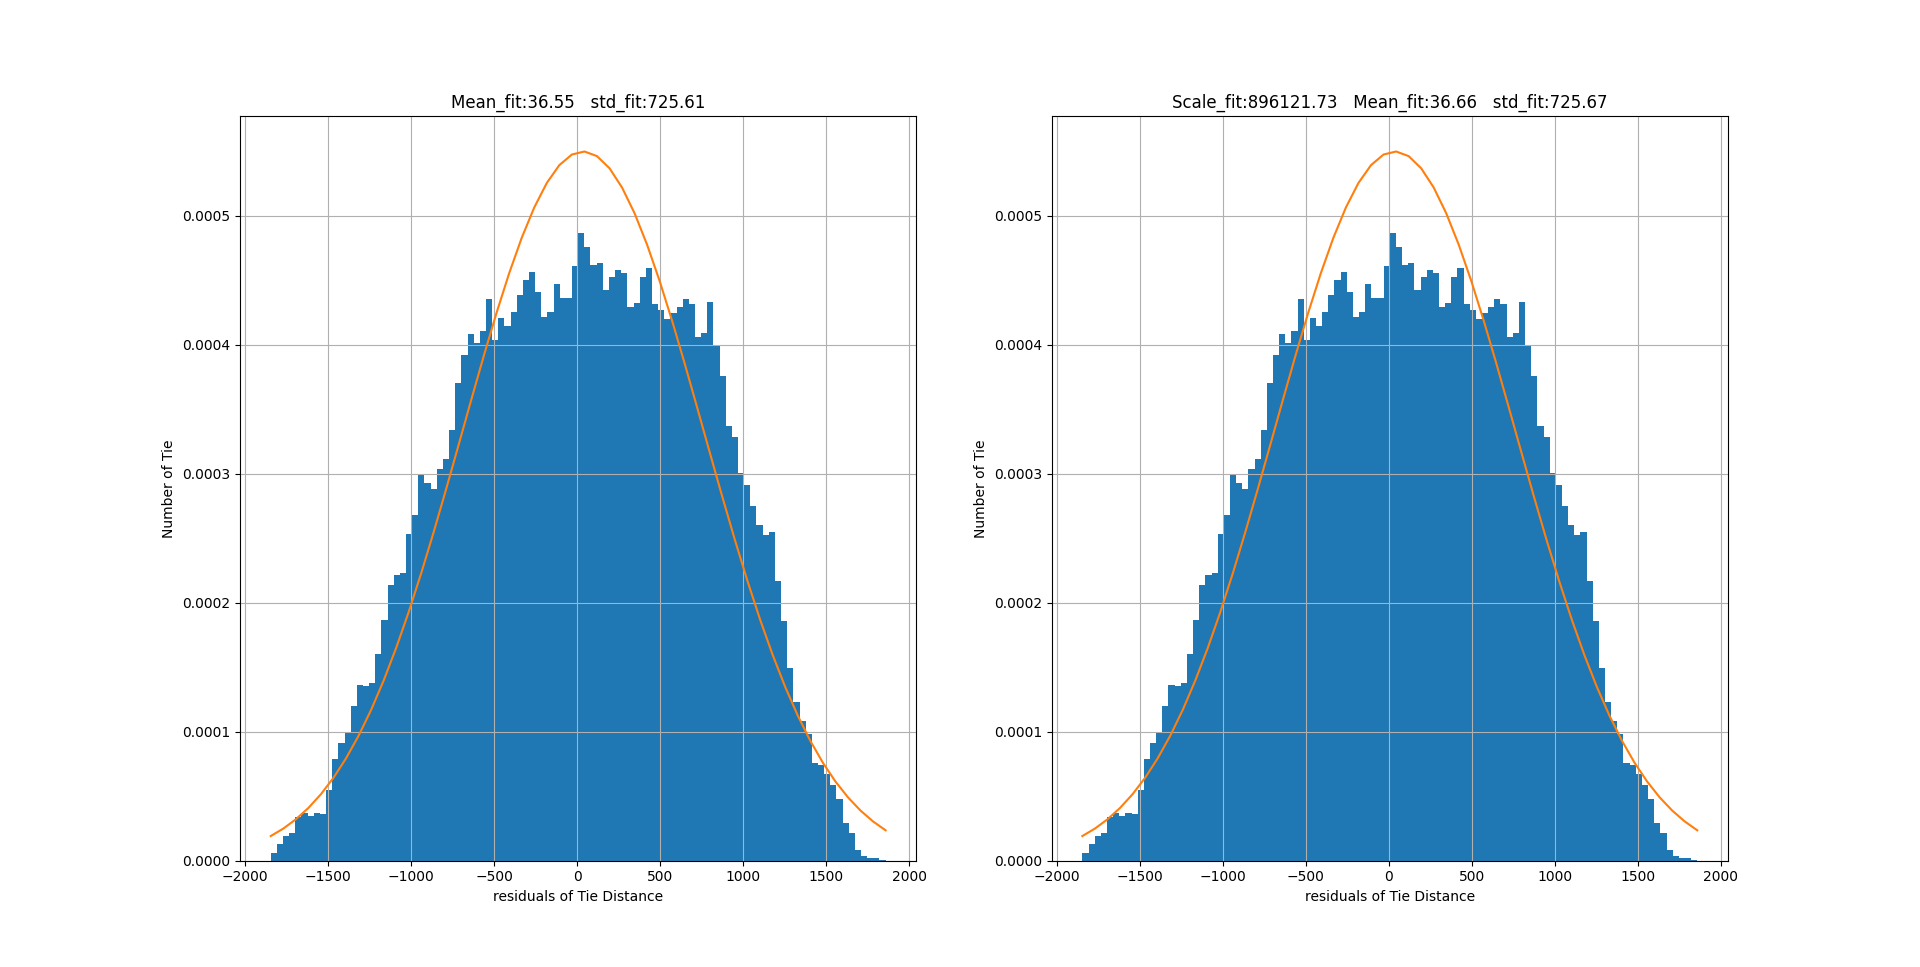 Mean_fit:36.55   std_fit:725.61
0.0005
0.0004
0.0003
0.0002
0.0001
0.0000
Number of Tie
−2000 −1500 −1000 −500 0 500 1000 1500 2000
residuals of Tie Distance
Scale_fit:896121.73   Mean_fit:36.66   std_fit:725.67
0.0005
0.0004
0.0003
0.0002
0.0001
0.0000
Number of Tie
−2000 −1500 −1000 −500 0 500 1000 1500 2000
residuals of Tie Distance